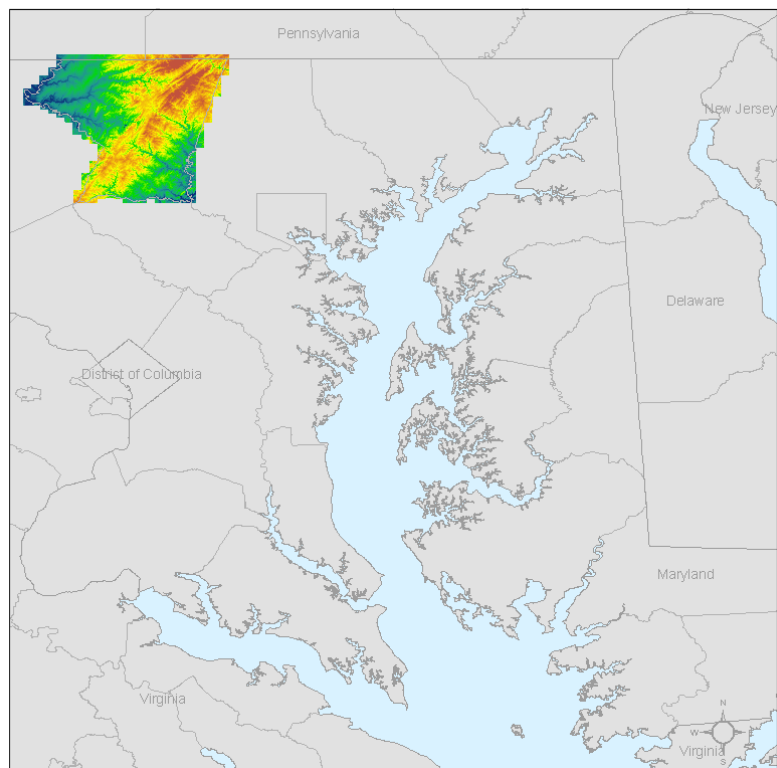 Pennsylvania
New Jersey
Delaware
District of Columbia
Maryland
Virginia
N
W E
S
Virginia